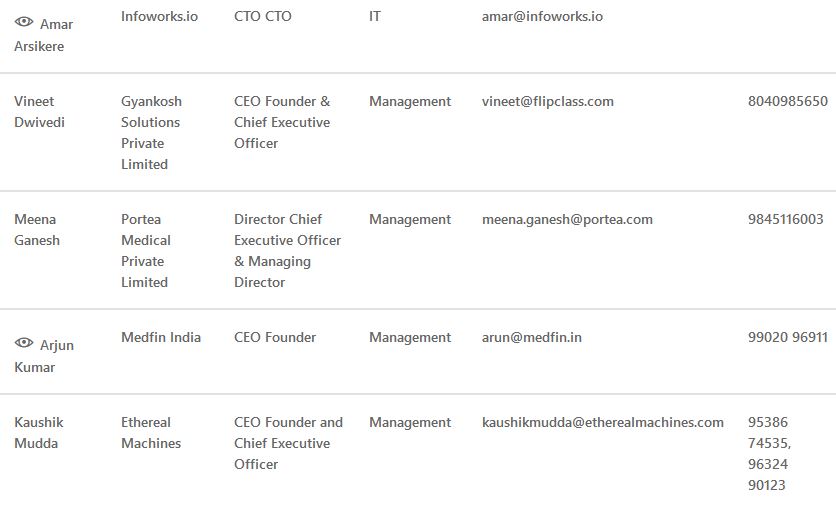 Amar
Arsikere
Infoworks.io
CTO CTO
IT
amar@infoworks.io
Vineet
Dwivedi
Gyankosh
Solutions
Private
Limited
CEO Founder &
Chief Executive
Officer
Management
vineet@flipclass.com
8040985650
Meena
Ganesh
Portea
Medical
Private
Limited
Director Chief
Executive Officer
& Managing
Director
Management
meena.ganesh@portea.com
9845116003
Arjun
Kumar
Medfin India
CEO Founder
Management
arun@medfin.in
99020 96911
Kaushik
Mudda
Ethereal
Machines
CEO Founder and
Chief Executive
Officer
Management
kaushikmudda@etherealmachines.com
95386
74535,
96324
90123